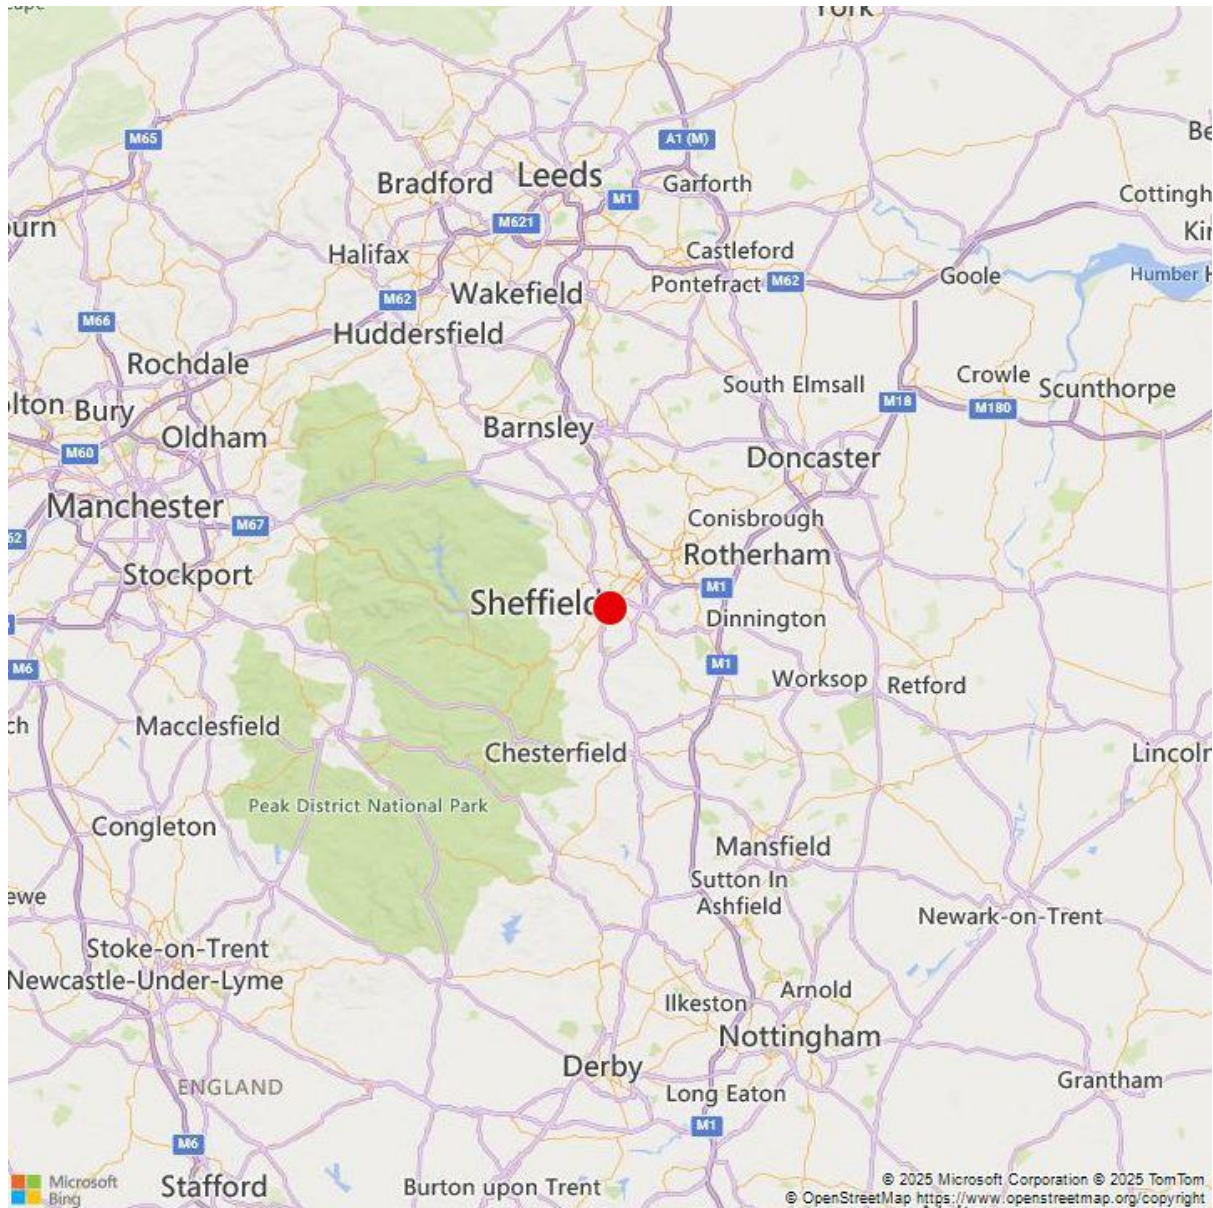 M65
A1 (M)
Bradford
Leeds
Garforth
M1
Cottingh
M621
urn
Halifax
Castleford
Goole
Humber H
Pontefract
M62
Wakefield
M62
M66
Huddersfield
Rochdale
South Elmsall
Crowle
Scunthorpe
M18
M180
lton
Bury
Barnsley
Oldham
M60
Doncaster
Manchester
M67
Conisbrough
62
Rotherham
Stockport
M1
Sheffield
Dinnington
M6
M1
Worksop
Retford
ch
Macclesfield
Chesterfield
Lincoln
Peak District National Park
Congleton
Mansfield
Sutton In
Ashfield
ewe
Newark-on-Trent
Stoke-on-Trent
Newcastle-Under-Lyme
Ilkeston
Arnold
Nottingham
Derby
Grantham
ENGLAND
Long Eaton
M1
M6
Stafford
Burton upon Trent
Microsoft
Bing
© 2025 Microsoft Corporation © 2025 TomTom
© OpenStreetMap https://www.openstreetmap.org/copyright